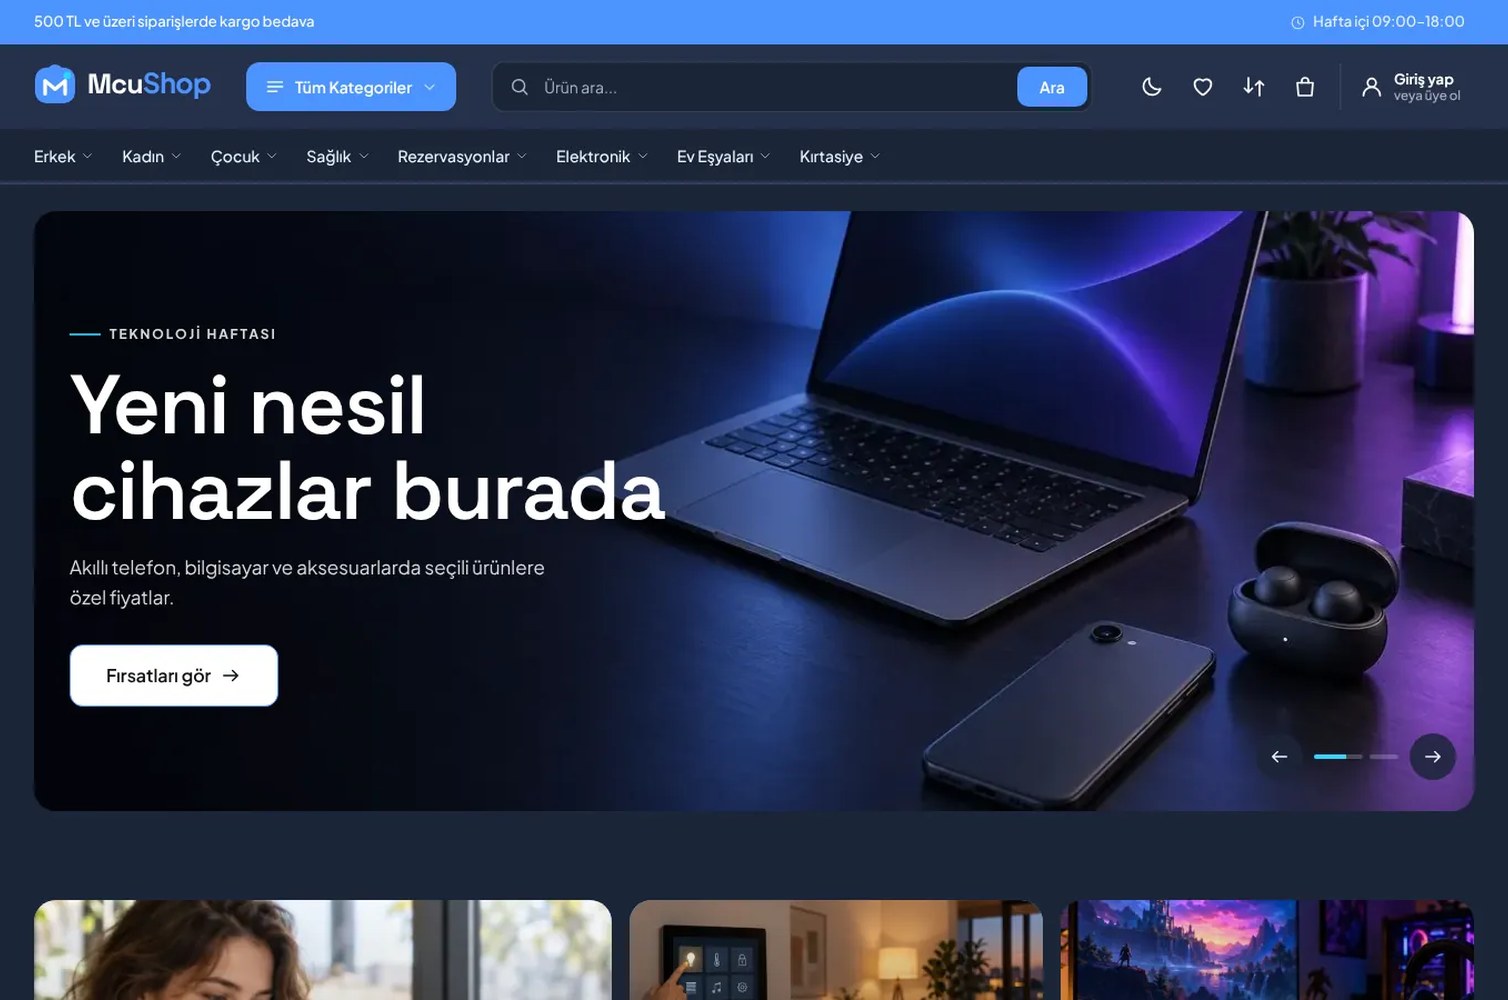 500 TL ve üzeri siparişlerde kargo bedava
Hafta içi 09:00–18:00
McuShop
Tüm Kategoriler
Ürün ara...
Ara
Giriş yap
veya üye ol
Erkek
Kadın
Çocuk
Sağlık
Rezervasyonlar
Elektronik
Ev Eşyaları
Kırtasiye
TEKNOLOJİ HAFTASI
Yeni nesil
cihazlar burada
Akıllı telefon, bilgisayar ve aksesuarlarda seçili ürünlere
özel fiyatlar.
Fırsatları gör